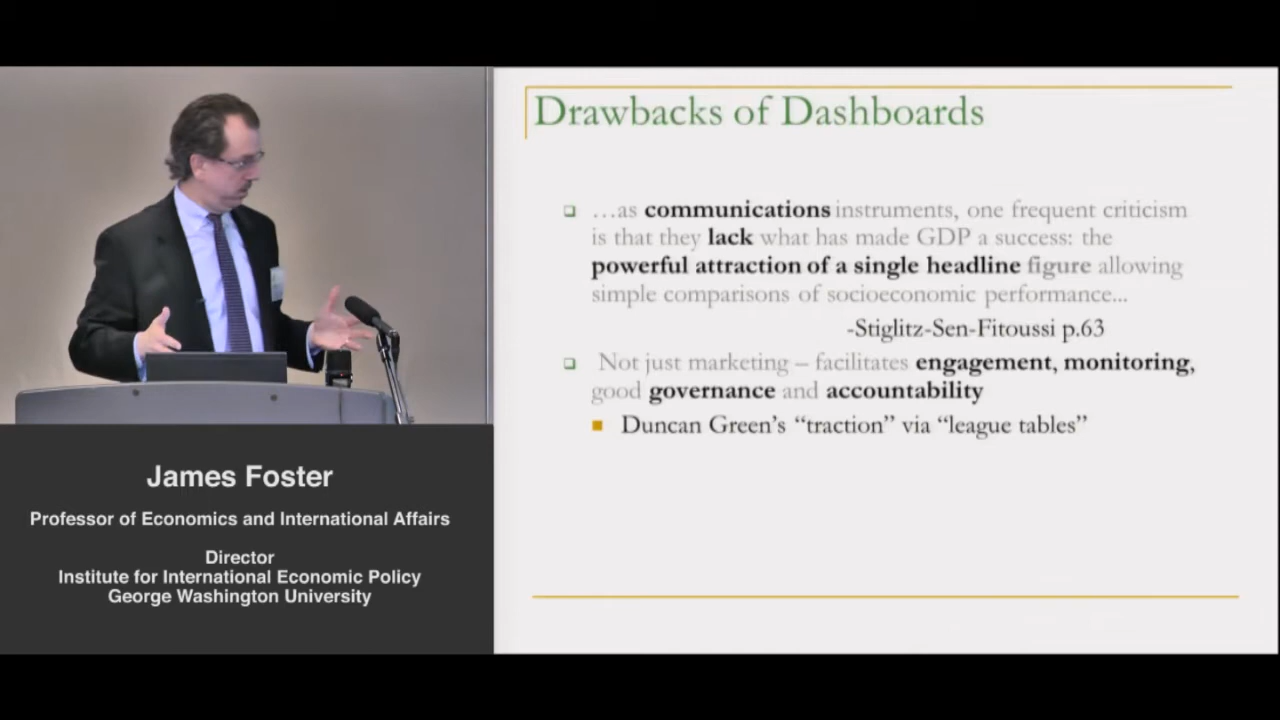 Drawbacks of Dashboards
…as communications instruments, one frequent criticism
is that they lack what has made GDP a success: the
powerful attraction of a single headline figure allowing
simple comparisons of socioeconomic performance...
-Stiglitz-Sen-Fitoussi p.63
Not just marketing – facilitates engagement, monitoring,
good governance and accountability
Duncan Green’s “traction” via “league tables”
James Foster
Professor of Economics and International Affairs
Director
Institute for International Economic Policy
George Washington University